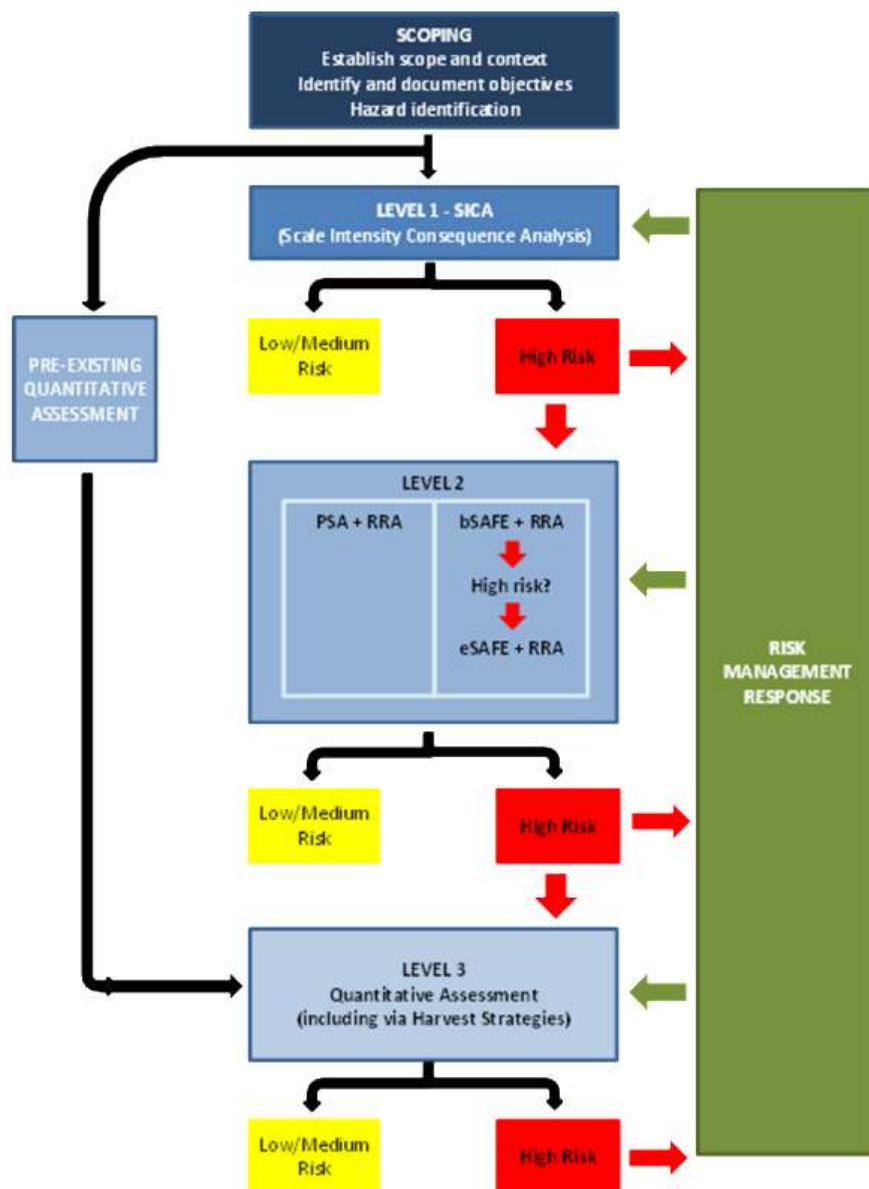 SCOPING
Establish scope and context
Identify and document objectives
Hazard identification
LEVEL 1 - SICA
(Scale Intensity Consequence Analysis)
Low/Medium
Risk
High Risk
PRE-EXISTING
QUANTITATIVE
ASSESSMENT
LEVEL 2
PSA + RRA
bSAFE + RRA
High risk?
eSAFE + RRA
RISK
MANAGEMENT
RESPONSE
Low/Medium
Risk
High Risk
LEVEL 3
Quantitative Assessment
(including via Harvest Strategies)
Low/Medium
Risk
High Risk